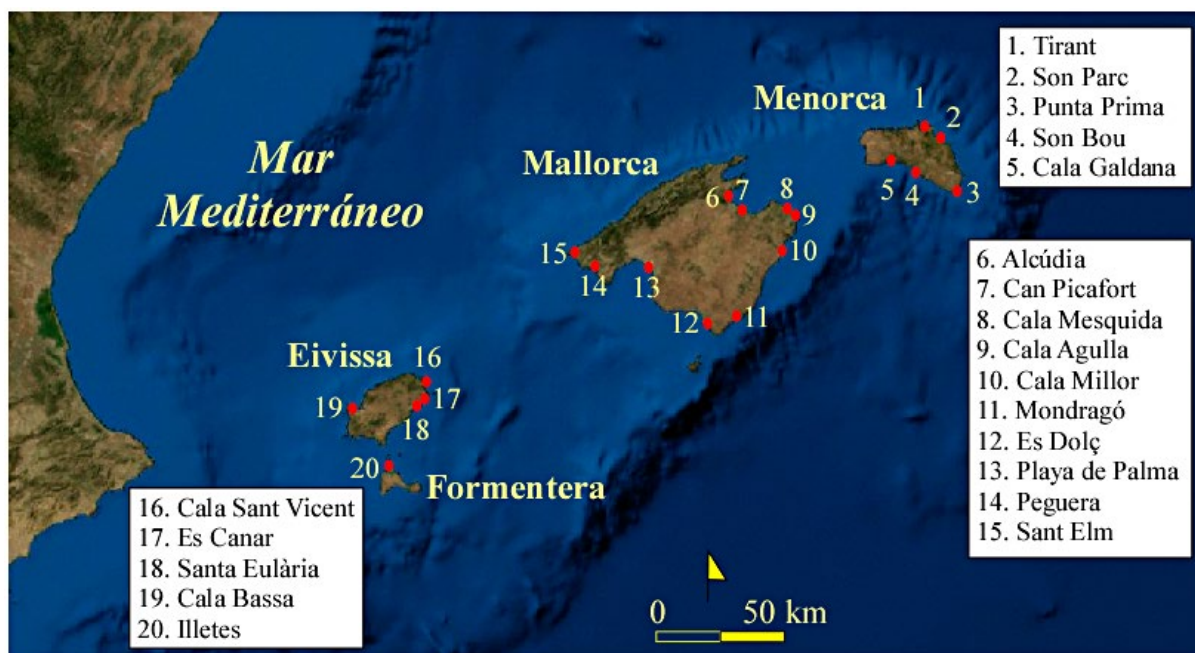 Mar
Mediterráneo
Menorca
Mallorca
Eivissa
Formentera
1
2
3
4
5
6
7
8
9
10
11
12
13
14
15
16
17
18
19
20
1. Tirant
2. Son Parc
3. Punta Prima
4. Son Bou
5. Cala Galdana
6. Alcúdia
7. Can Picafort
8. Cala Mesquida
9. Cala Agulla
10. Cala Millor
11. Mondragó
12. Es Dolç
13. Playa de Palma
14. Peguera
15. Sant Elm
16. Cala Sant Vicent
17. Es Canar
18. Santa Eulària
19. Cala Bassa
20. Illetes
0 50 km